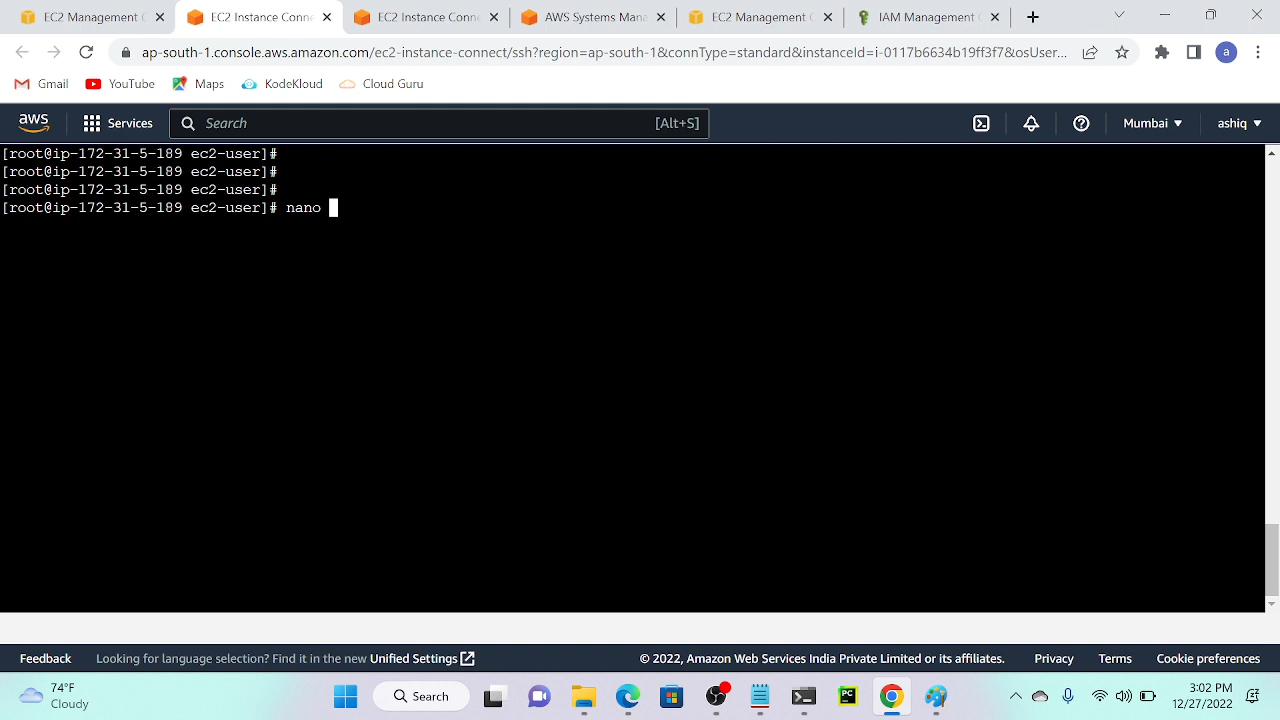 EC2 Management C
EC2 Instance Conne
EC2 Instance Conne
AWS Systems Mana
EC2 Management C
IAM Management C
ap-south-1.console.aws.amazon.com/ec2-instance-connect/ssh?region=ap-south-1&connType=standard&instanceId=i-0117b6634b19ff3f7&osUser...
a
Gmail
YouTube
Maps
KodeKloud
Cloud Guru
aws
Services
Search
[Alt+S]
Mumbai
ashiq
[root@ip-172-31-5-189 ec2-user]#
[root@ip-172-31-5-189 ec2-user]#
[root@ip-172-31-5-189 ec2-user]#
[root@ip-172-31-5-189 ec2-user]# nano
Feedback
Looking for language selection? Find it in the new Unified Settings
© 2022, Amazon Web Services India Private Limited or its affiliates.
Privacy
Terms
Cookie preferences
74°F
Cloudy
Search
PC
3:02 PM
12/27/2022